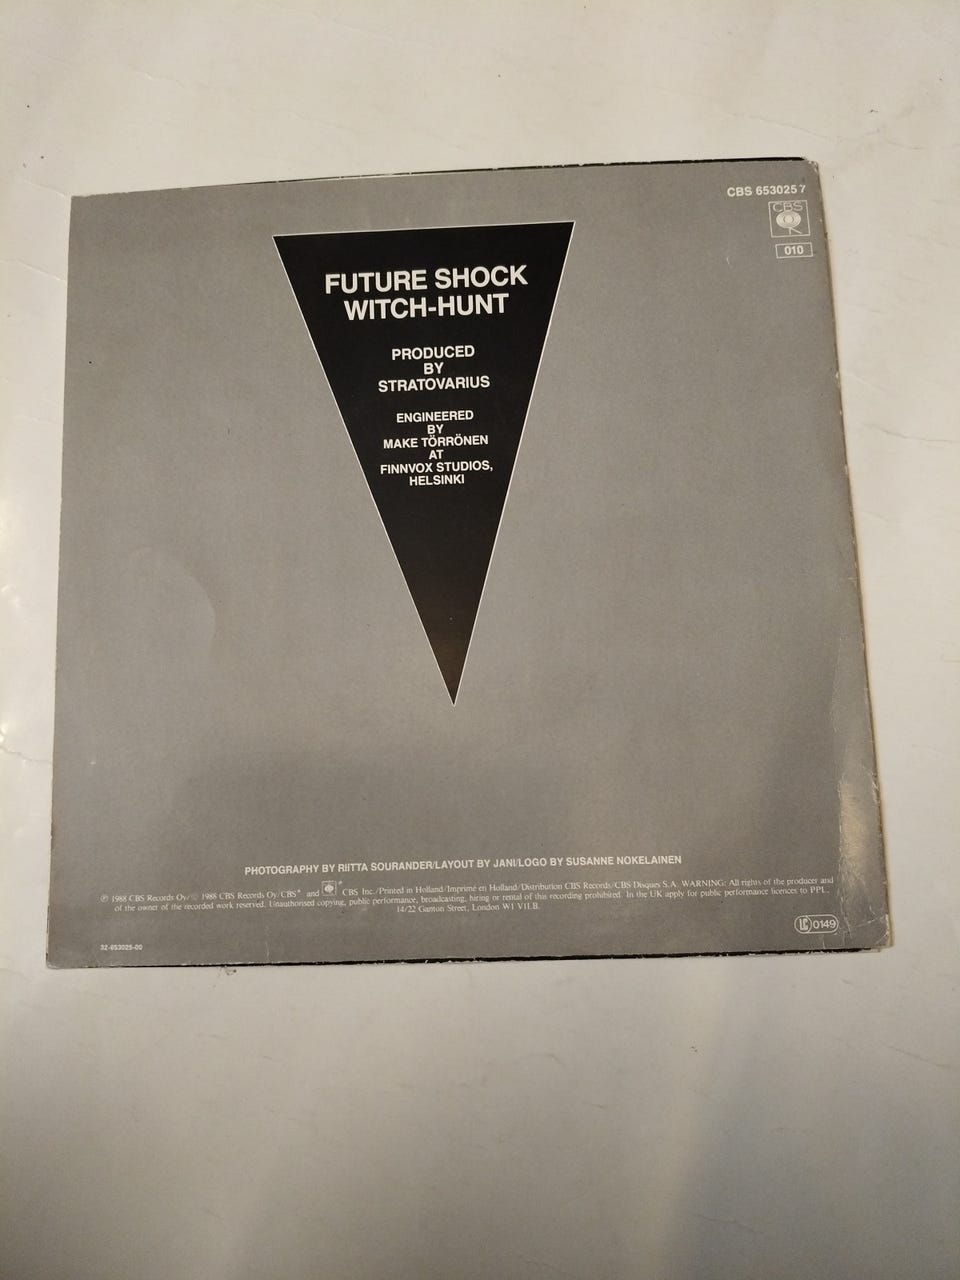 CBS 653025 7
CBS
010
FUTURE SHOCK
WITCH-HUNT
PRODUCED
BY
STRATOVARIUS
ENGINEERED
BY
MAKE TÖRRÖNEN
AT
FINNVOX STUDIOS,
HELSINKI
PHOTOGRAPHY BY RIITTA SOURANDER/LAYOUT BY JANI/LOGO BY SUSANNE NOKELAINEN
℗ 1988 CBS Records Oy/© 1988 CBS Records Oy/CBS® and ® CBS Inc./Printed in Holland/Imprimé en Holland/Distribution CBS Records/CBS Disques S.A. WARNING: All rights of the producer and
of the owner of the recorded work reserved. Unauthorised copying, public performance, broadcasting, hiring or rental of this recording prohibited. In the UK apply for public performance licences to PPL,
14/22 Ganton Street, London W1V1LB.
LC 0149
32-653025-00